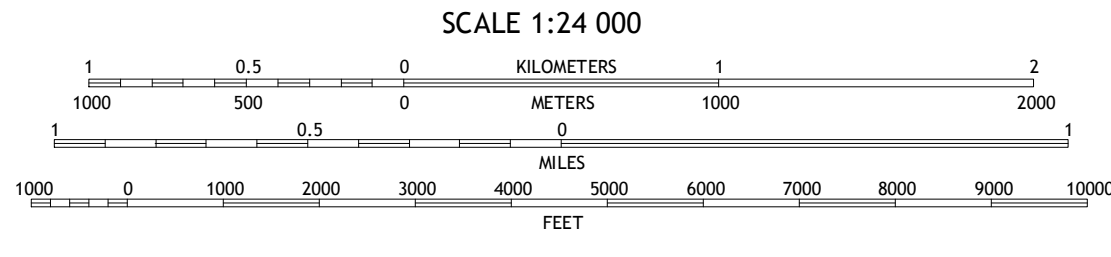 SCALE 1:24 000
1 0.5 0 KILOMETERS 1 2
1000 500 0 METERS 1000 2000
1 0.5 0 1
MILES
1000 0 1000 2000 3000 4000 5000 6000 7000 8000 9000 10000
FEET